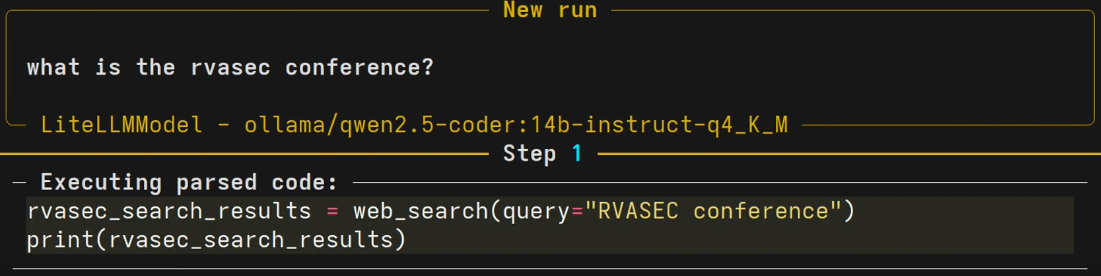 New run
what is the rvasec conference?
LiteLLMModel - ollama/qwen2.5-coder:14b-instruct-q4_K_M
Step 1
Executing parsed code:
rvasec_search_results = web_search(query="RVASEC conference")
print(rvasec_search_results)